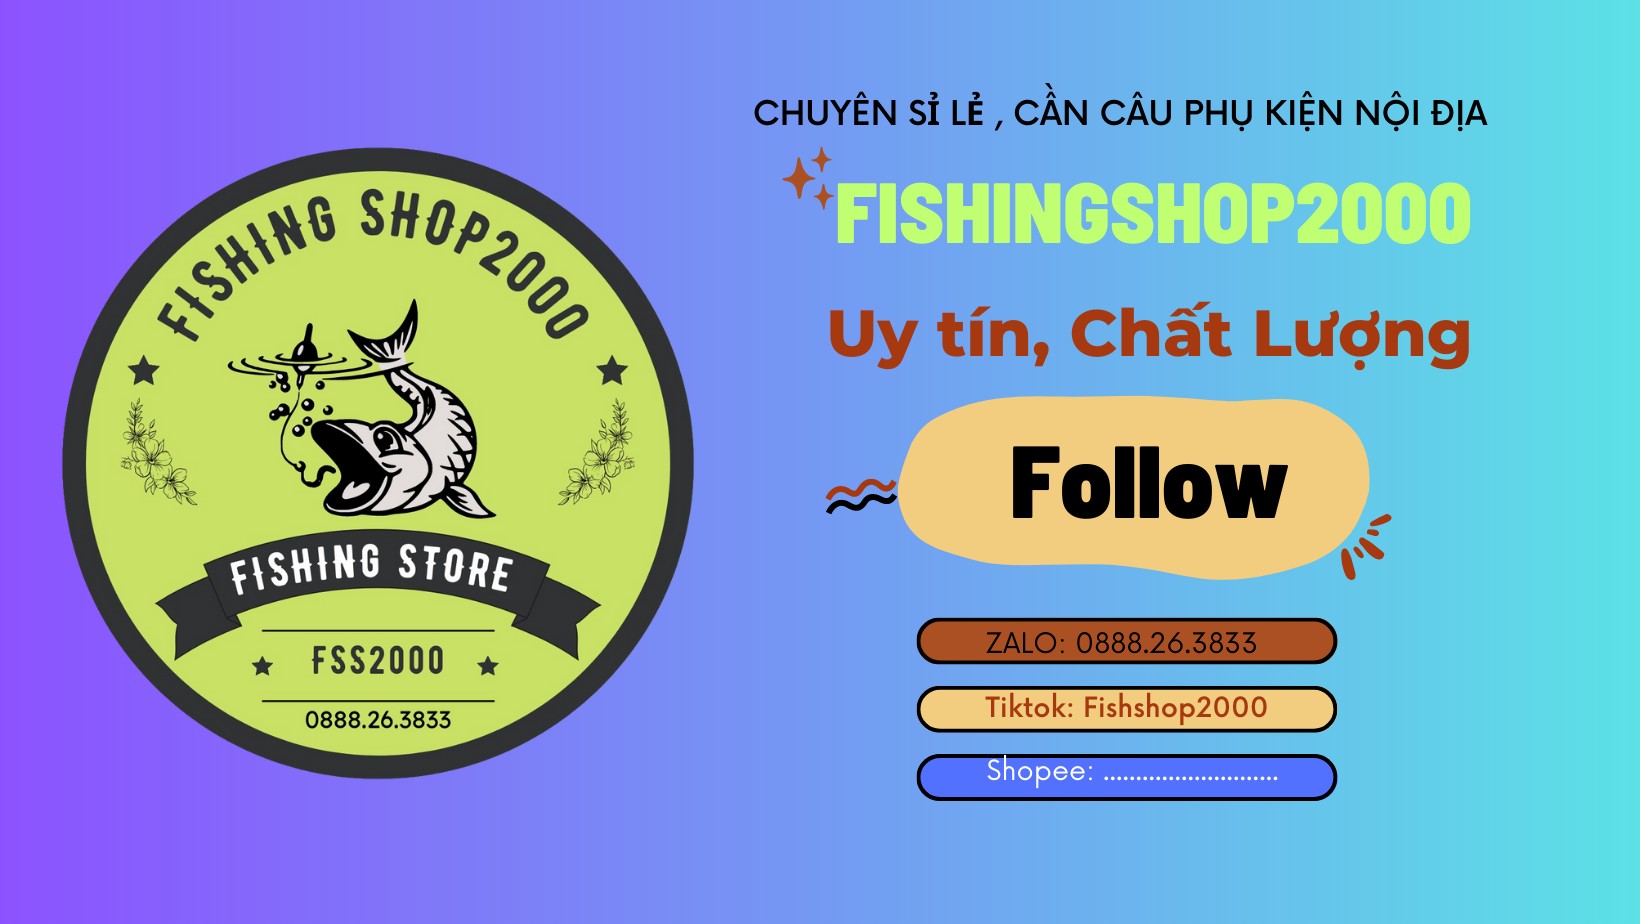 FISHING SHOP2000
FISHING STORE
FSS2000
0888.26.3833
CHUYÊN SỈ LẺ , CẦN CÂU PHỤ KIỆN NỘI ĐỊA
FISHINGSHOP2000
Uy tín, Chất Lượng
Follow
ZALO: 0888.26.3833
Tiktok: Fishshop2000
Shopee: ...........................